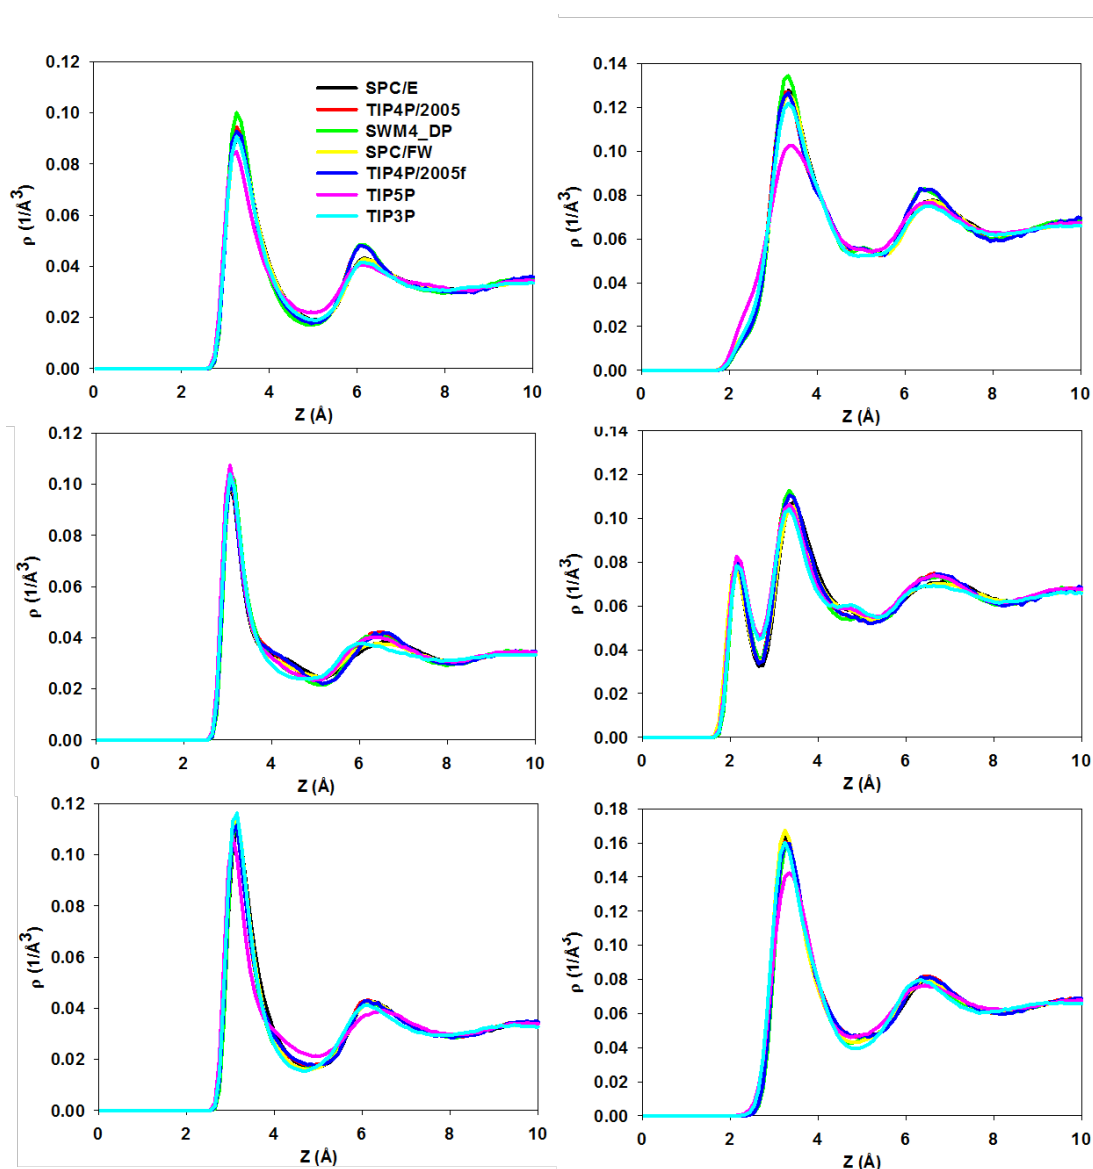 0.12
0.10
0.08
0.06
0.04
0.02
0.00
ρ (1/Å³)
0 2 4 6 8 10
Z (Å)
SPC/E
TIP4P/2005
SWM4_DP
SPC/FW
TIP4P/2005f
TIP5P
TIP3P
0.14
0.12
0.10
0.08
0.06
0.04
0.02
0.00
ρ (1/Å³)
0 2 4 6 8 10
Z (Å)
0.12
0.10
0.08
0.06
0.04
0.02
0.00
ρ (1/Å³)
0 2 4 6 8 10
Z (Å)
0.14
0.12
0.10
0.08
0.06
0.04
0.02
0.00
ρ (1/Å³)
0 2 4 6 8 10
Z (Å)
0.12
0.10
0.08
0.06
0.04
0.02
0.00
ρ (1/Å³)
0 2 4 6 8 10
Z (Å)
0.18
0.16
0.14
0.12
0.10
0.08
0.06
0.04
0.02
0.00
ρ (1/Å³)
0 2 4 6 8 10
Z (Å)